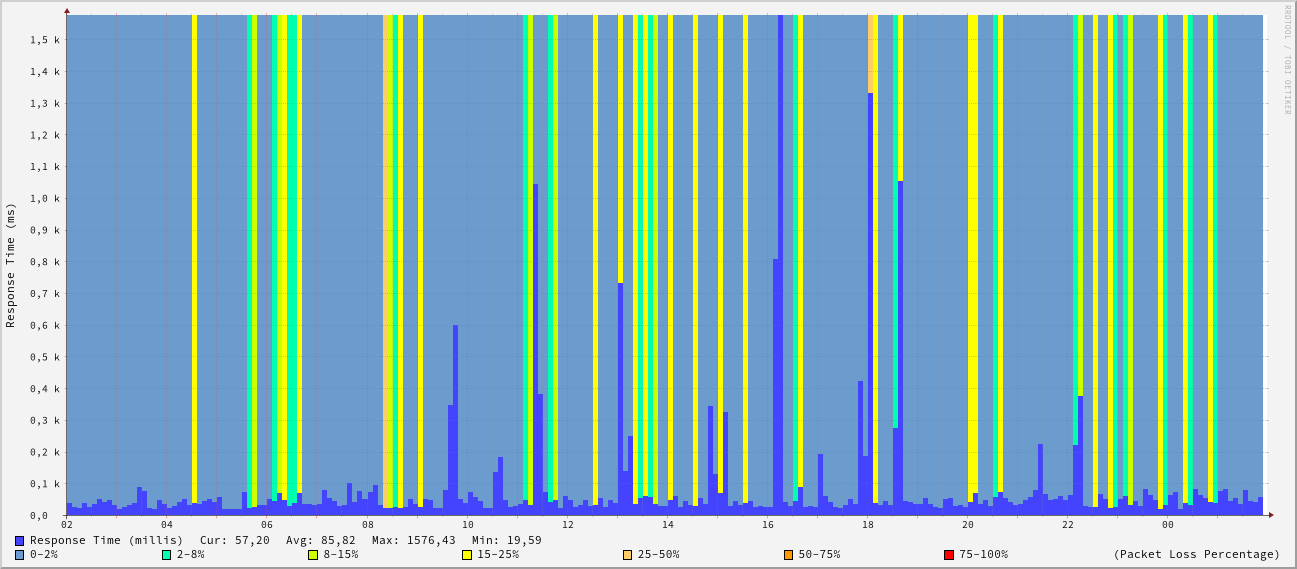 RRDTOOL / TOBI OETIKER
Response Time (ms)
1,5 k
1,4 k
1,3 k
1,2 k
1,1 k
1,0 k
0,9 k
0,8 k
0,7 k
0,6 k
0,5 k
0,4 k
0,3 k
0,2 k
0,1 k
0,0
02 04 06 08 10 12 14 16 18 20 22 00
Response Time (millis) Cur: 57,20 Avg: 85,82 Max: 1576,43 Min: 19,59
0-2% 2-8% 8-15% 15-25% 25-50% 50-75% 75-100% (Packet Loss Percentage)